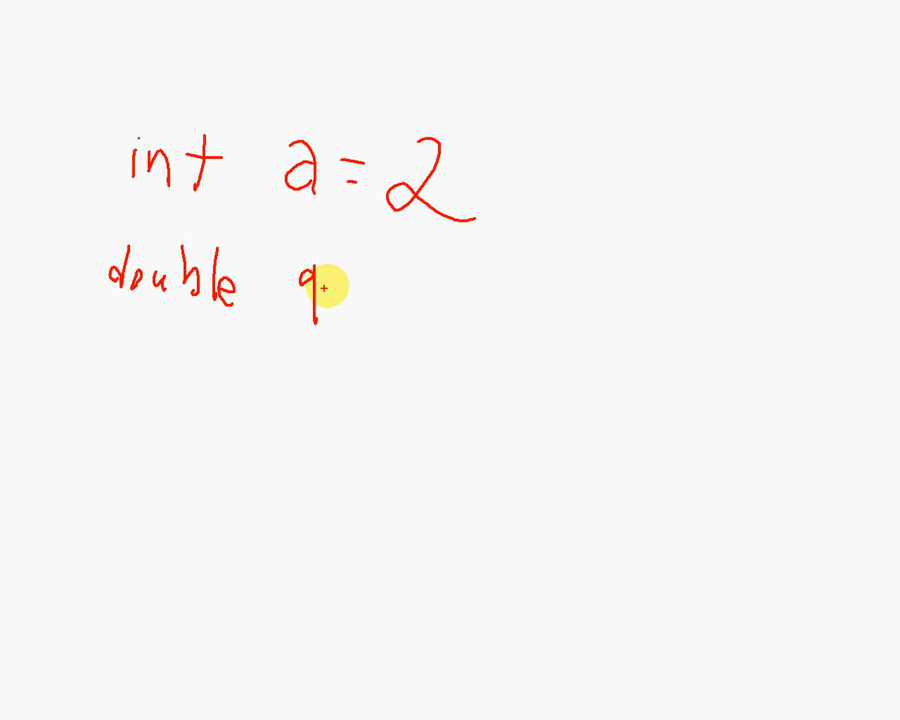 int a = 2
double q